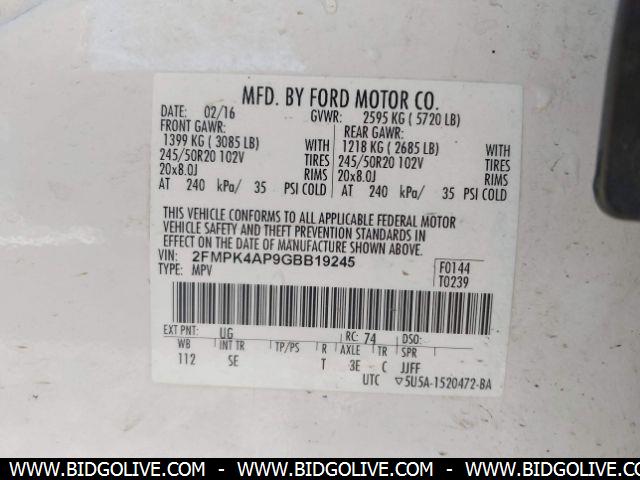 MFD. BY FORD MOTOR CO.
DATE: 02/16 GVWR: 2595 KG ( 5720 LB)
FRONT GAWR: REAR GAWR:
1399 KG ( 3085 LB) WITH 1218 KG ( 2685 LB) WITH
245/50R20 102V TIRES 245/50R20 102V TIRES
20x8.0J RIMS 20x8.0J RIMS
AT 240 kPa/ 35 PSI COLD AT 240 kPa/ 35 PSI COLD
THIS VEHICLE CONFORMS TO ALL APPLICABLE FEDERAL MOTOR
VEHICLE SAFETY AND THEFT PREVENTION STANDARDS IN
EFFECT ON THE DATE OF MANUFACTURE SHOWN ABOVE.
VIN: 2FMPK4AP9GBB19245 F0144
TYPE: MPV T0239
EXT PNT: UG RC: 74 DSO:
WB INT TR TP/PS R AXLE TR SPR
112 SE T 3E C JJFF
UTC ▽5U5A-1520472-BA
WWW.BIDGOLIVE.COM - WWW.BIDGOLIVE.COM - WWW.BIDGOLIVE.COM